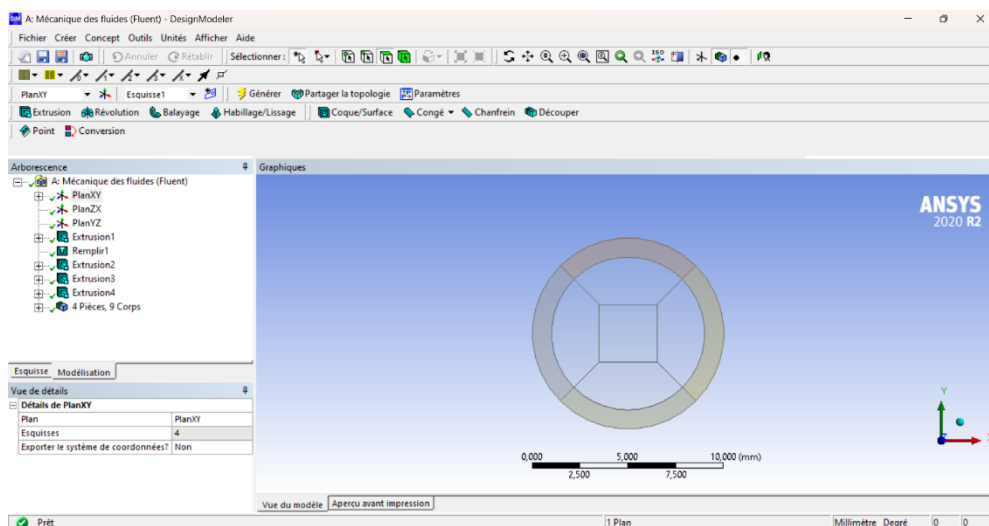 DM A: Mécanique des fluides (Fluent) - DesignModeler
Fichier Créer Concept Outils Unités Afficher Aide
Annuler Rétablir Sélectionner: ISO
PlanXY Esquisse1 Générer Partager la topologie Paramètres
Extrusion Révolution Balayage Habillage/Lissage Coque/Surface Congé Chanfrein Découper
Point Conversion
Arborescence
A: Mécanique des fluides (Fluent)
PlanXY
PlanZX
PlanYZ
Extrusion1
Remplir1
Extrusion2
Extrusion3
Extrusion4
4 Pièces, 9 Corps
Esquisse Modélisation
Vue de détails
Détails de PlanXY
Plan PlanXY
Esquisses 4
Exporter le système de coordonnées? Non
Graphiques
ANSYS
2020 R2
Y
0,000 5,000 10,000 (mm)
2,500 7,500
Vue du modèle Aperçu avant impression
Prêt 1 Plan Millimètre Degré 0 0